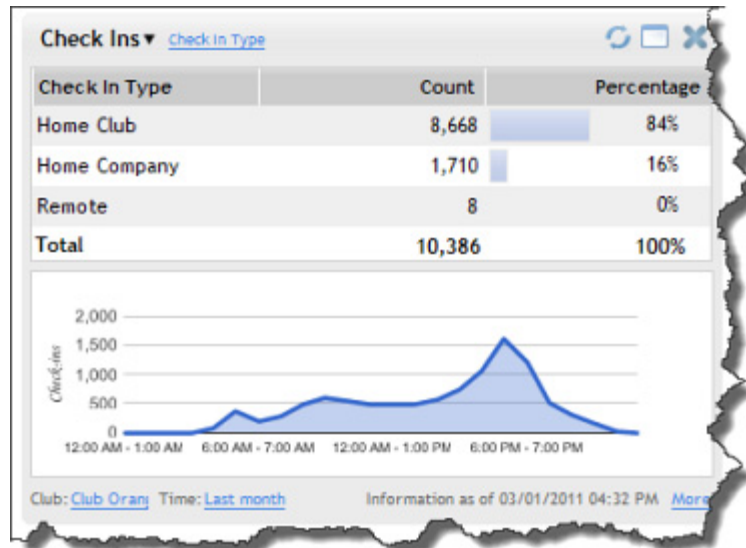 Check Ins▼ Check In Type
Check In Type Count Percentage
Home Club 8,668 84%
Home Company 1,710 16%
Remote 8 0%
Total 10,386 100%
2,000
1,500
1,000
500
0
Check-ins
12:00 AM - 1:00 AM 6:00 AM - 7:00 AM 12:00 AM - 1:00 PM 6:00 PM - 7:00 PM
Club: Club Orang Time: Last month Information as of 03/01/2011 04:32 PM More